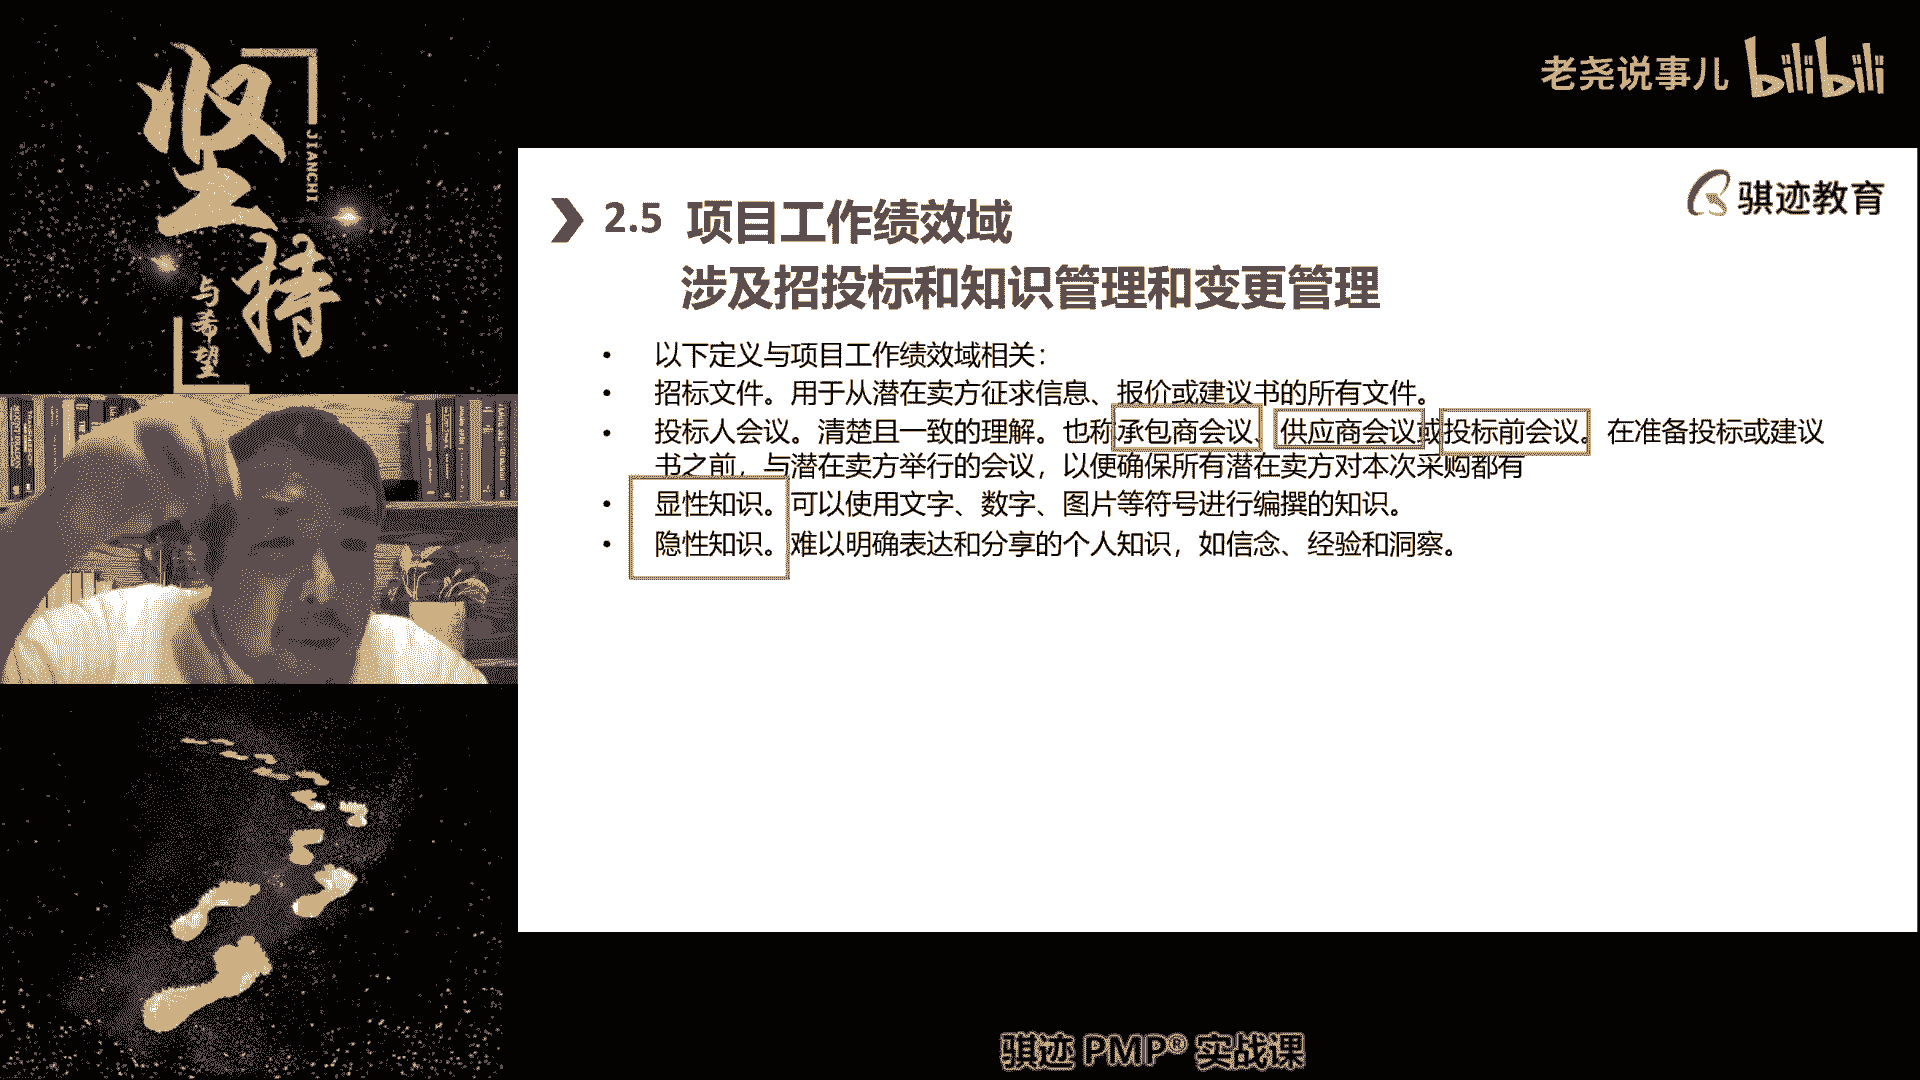 坚持
JIANCHI
与希望
老尧说事儿 bilibili
骐迹教育
2.5 项目工作绩效域
涉及招投标和知识管理和变更管理
• 以下定义与项目工作绩效域相关：
• 招标文件。用于从潜在卖方征求信息、报价或建议书的所有文件。
• 投标人会议。清楚且一致的理解。也称承包商会议、供应商会议或投标前会议。在准备投标或建议
书之前，与潜在卖方举行的会议，以便确保所有潜在卖方对本次采购都有
• 显性知识。可以使用文字、数字、图片等符号进行编撰的知识。
• 隐性知识。难以明确表达和分享的个人知识，如信念、经验和洞察。
骐迹 PMP® 实战课